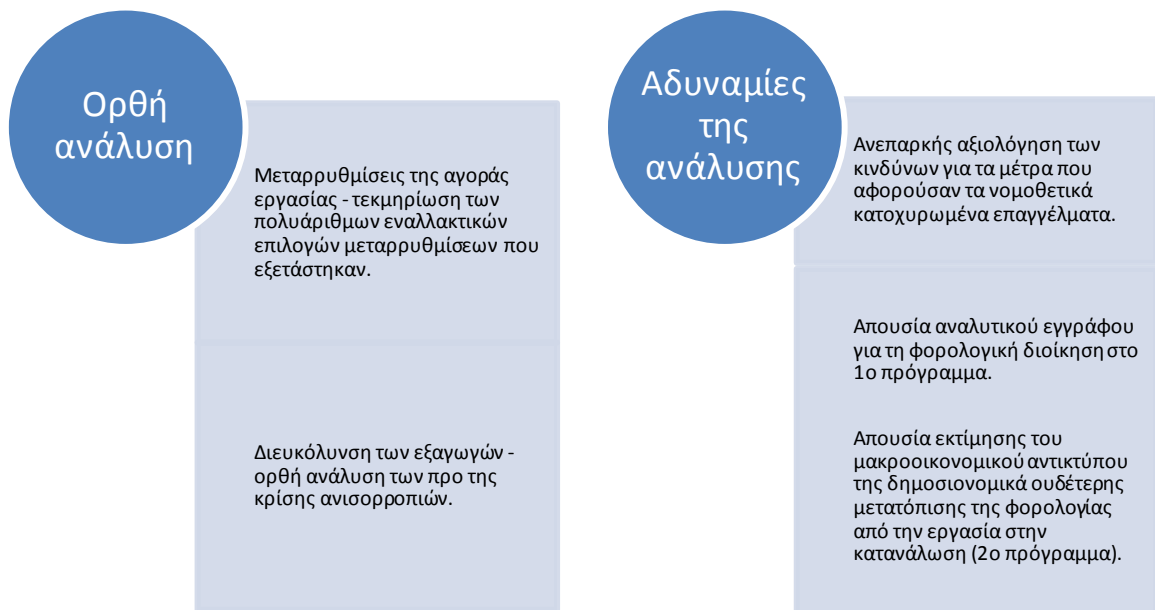 Ορθή
ανάλυση
Μεταρρυθμίσεις της αγοράς
εργασίας - τεκμηρίωση των
πολυάριθμων εναλλακτικών
επιλογών μεταρρυθμίσεων που
εξετάστηκαν.
Διευκόλυνση των εξαγωγών -
ορθή ανάλυση των προ της
κρίσης ανισορροπιών.
Αδυναμίες
της
ανάλυσης
Ανεπαρκής αξιολόγηση των
κινδύνων για τα μέτρα που
αφορούσαν τα νομοθετικά
κατοχυρωμένα επαγγέλματα.
Απουσία αναλυτικού εγγράφου
για τη φορολογική διοίκηση στο
1ο πρόγραμμα.
Απουσία εκτίμησης του
μακροοικονομικού αντικτύπου
της δημοσιονομικά ουδέτερης
μετατόπισης της φορολογίας
από την εργασία στην
κατανάλωση (2ο πρόγραμμα).